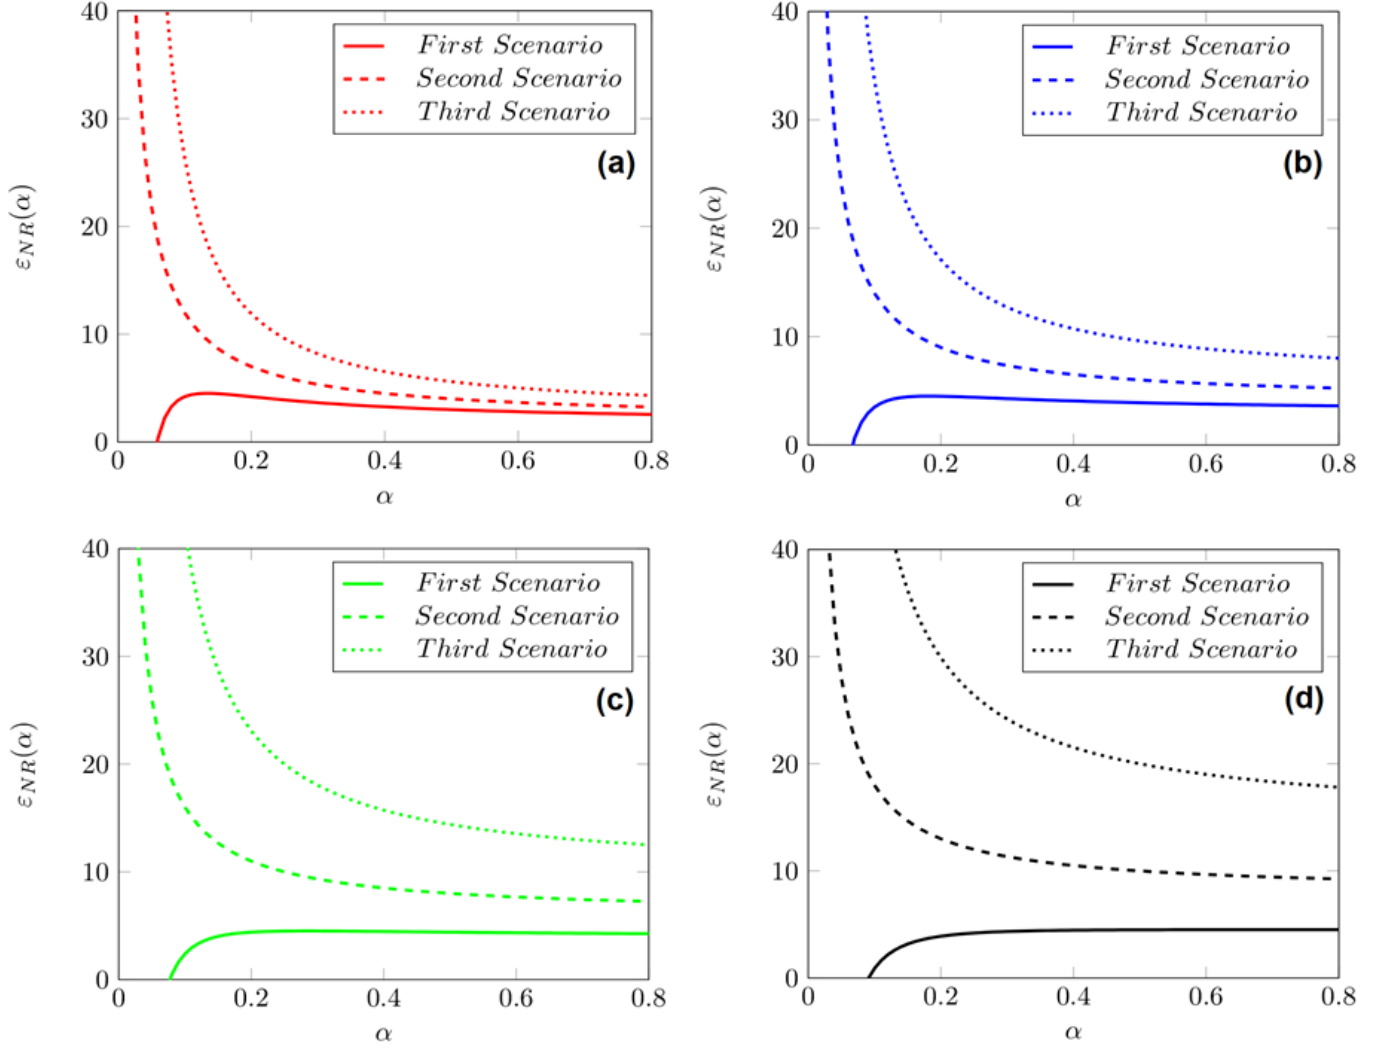 40
30
20
10
0
ε_NR(α)
First Scenario
Second Scenario
Third Scenario
(a)
0 0.2 0.4 0.6 0.8
α
40
30
20
10
0
ε_NR(α)
First Scenario
Second Scenario
Third Scenario
(b)
0 0.2 0.4 0.6 0.8
α
40
30
20
10
0
ε_NR(α)
First Scenario
Second Scenario
Third Scenario
(c)
0 0.2 0.4 0.6 0.8
α
40
30
20
10
0
ε_NR(α)
First Scenario
Second Scenario
Third Scenario
(d)
0 0.2 0.4 0.6 0.8
α